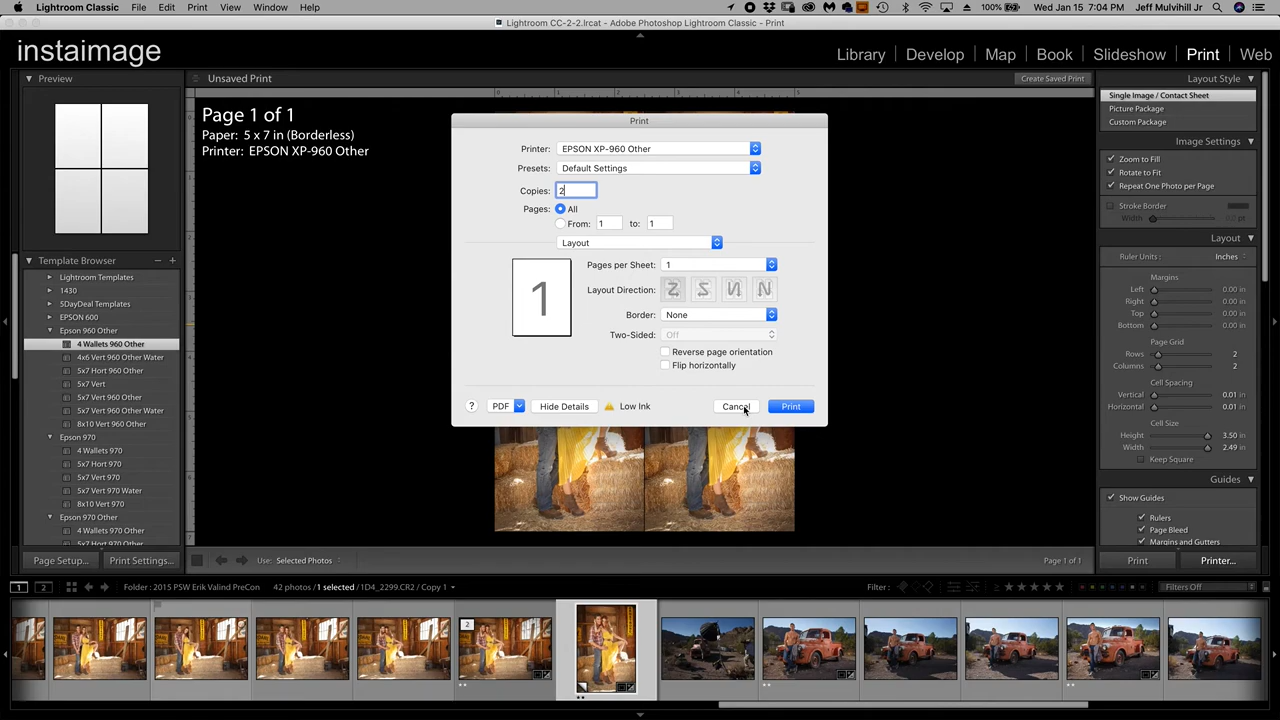 Lightroom Classic File Edit Print View Window Help 100% Wed Jan 15 7:04 PM Jeff Mulvihill Jr
Lightroom CC-2-2.lrcat - Adobe Photoshop Lightroom Classic - Print
instaimage Library Develop Map Book Slideshow Print Web
Preview
Unsaved Print Create Saved Print
Layout Style
Page 1 of 1
Paper: 5 x 7 in (Borderless)
Printer: EPSON XP-960 Other
Single Image / Contact Sheet
Picture Package
Custom Package
Image Settings
Zoom to Fill
Rotate to Fit
Repeat One Photo per Page
Stroke Border
Width
Layout
Ruler Units: Inches
Margins
Left 0.00 in
Right 0.00 in
Top 0.00 in
Bottom 0.00 in
Page Grid
Rows 2
Columns 2
Cell Spacing
Vertical 0.01 in
Horizontal 0.01 in
Cell Size
Height 3.50 in
Width 2.49 in
Keep Square
Guides
Show Guides
Rulers
Page Bleed
Margins and Gutters
Print Printer...
Print
Printer: EPSON XP-960 Other
Presets: Default Settings
Copies: 2
Pages: All
From: 1 to: 1
Layout
1
Pages per Sheet: 1
Layout Direction:
Border: None
Two-Sided: Off
Reverse page orientation
Flip horizontally
? PDF Hide Details Low Ink Cancel Print
Template Browser
Lightroom Templates
1430
5DayDeal Templates
EPSON 600
Epson 960 Other
4 Wallets 960 Other
4x6 Vert 960 Other Water
5x7 Hort 960 Other
5x7 Vert
5x7 Vert 960 Other
5x7 Vert 960 Other Water
8x10 Vert 960 Other
Epson 970
4 Wallets 970
5x7 Hort 970
5x7 Vert 970
5x7 Vert 970 Water
8x10 Vert 970
Epson 970 Other
4 Wallets 970 Other
5x7 Hort 970 Other
Page Setup... Print Settings...
Use: Selected Photos Page 1 of 1
1 2 Folder : 2015 PSW Erik Valind PreCon 42 photos / 1 selected / 1D4_2299.CR2 / Copy 1 Filter : Filters Off
2